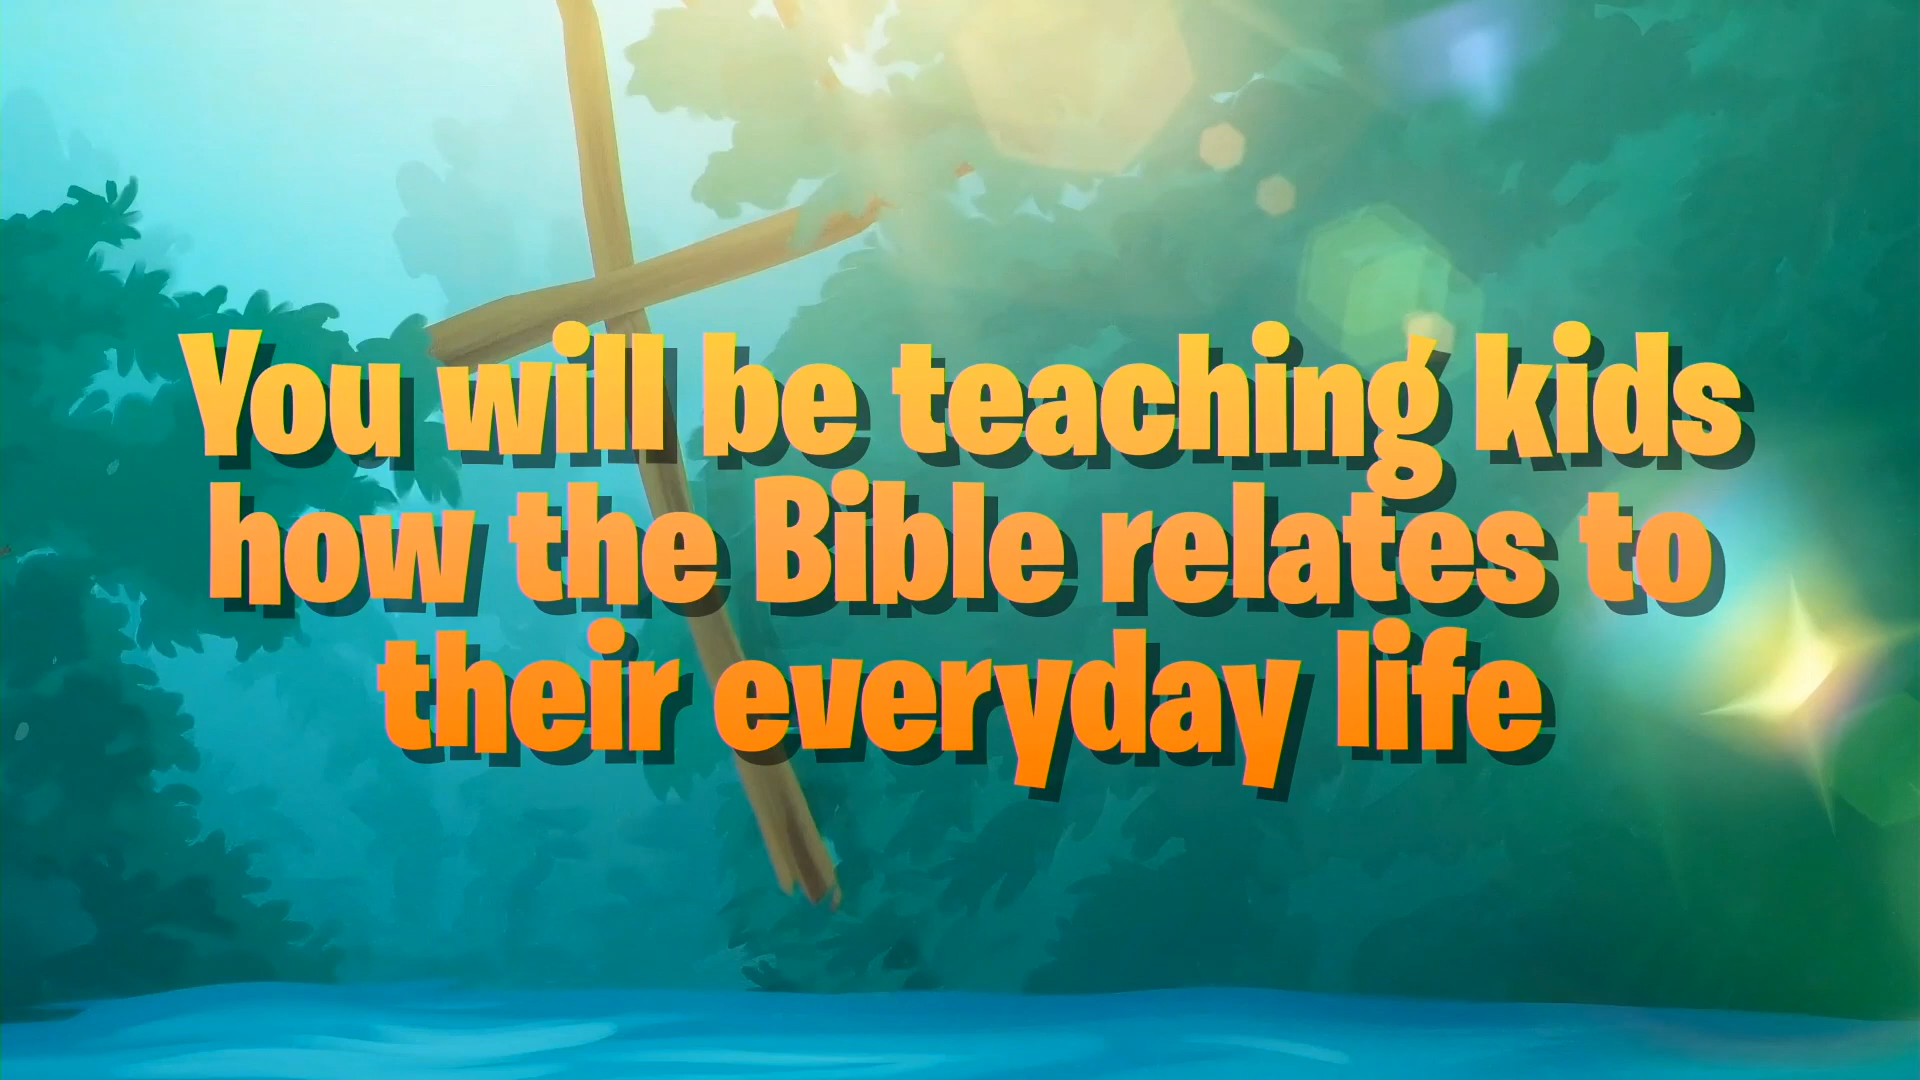 You will be teaching kids
how the Bible relates to
their everyday life